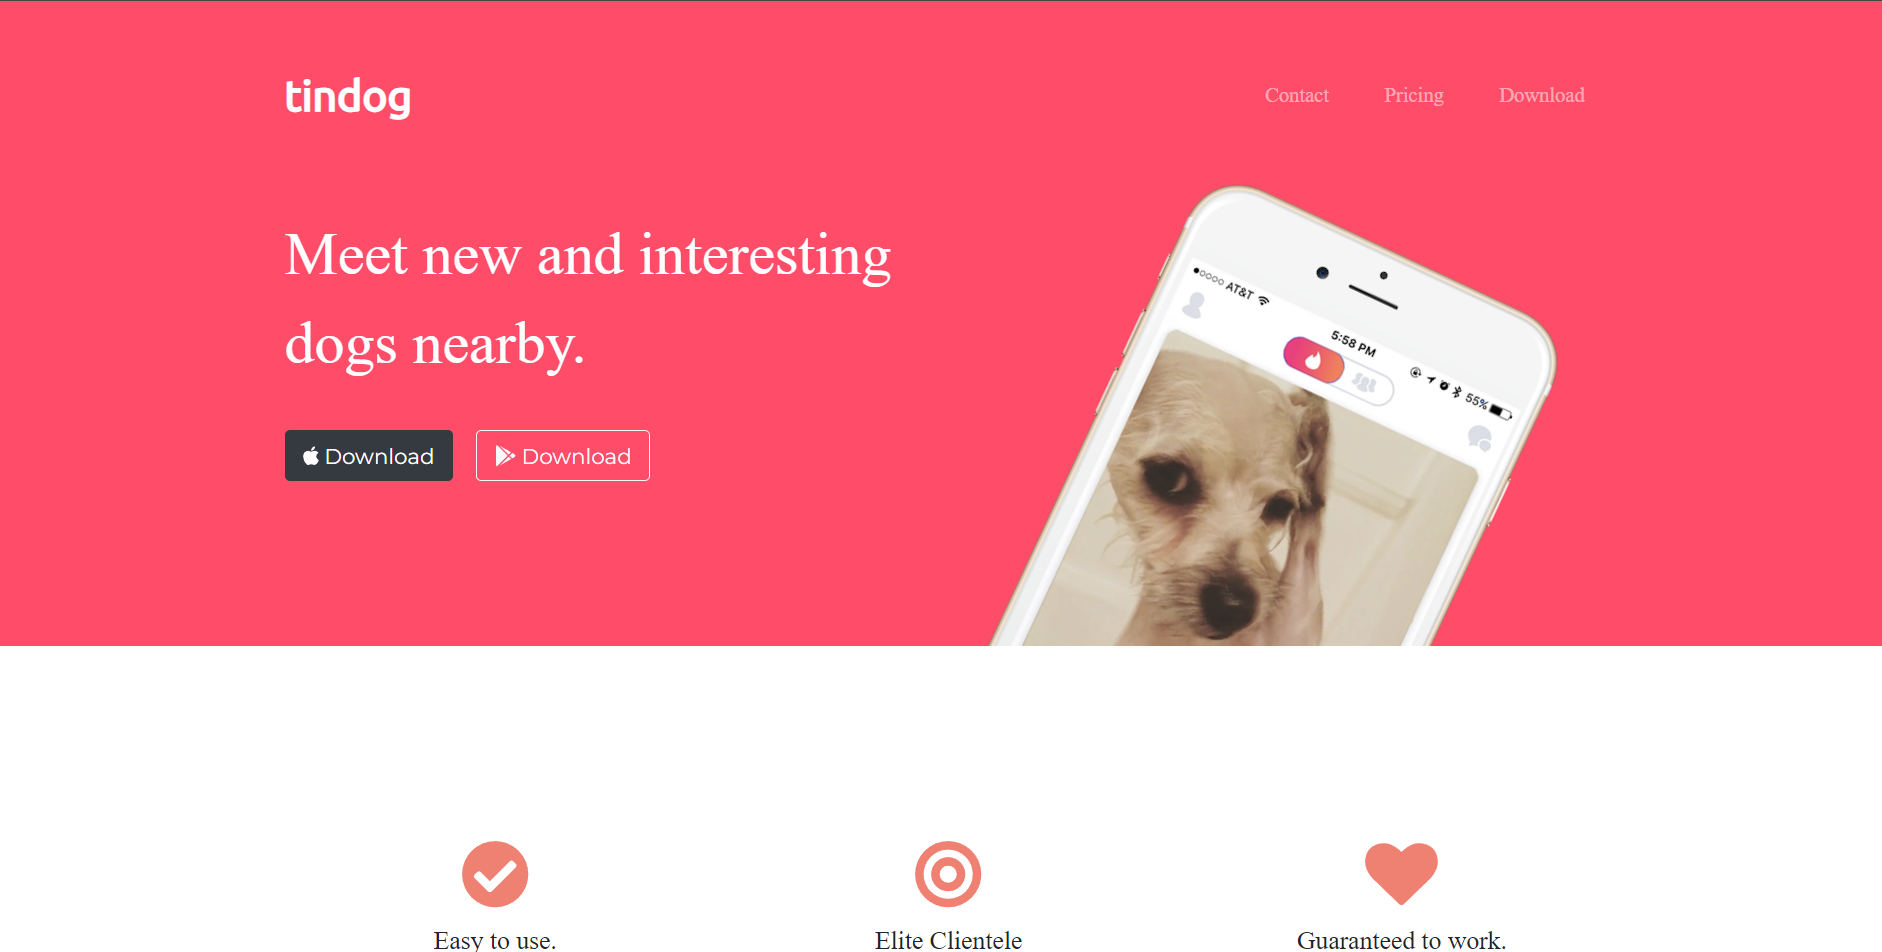 tindog
Contact Pricing Download
Meet new and interesting
dogs nearby.
Download Download
AT&T
5:58 PM
55%
Easy to use.
Elite Clientele
Guaranteed to work.